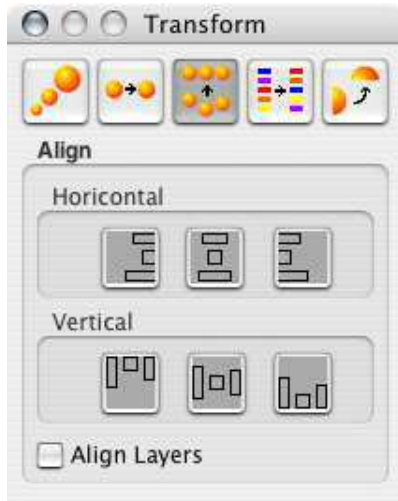 Transform
Align
Horicontal
Vertical
Align Layers